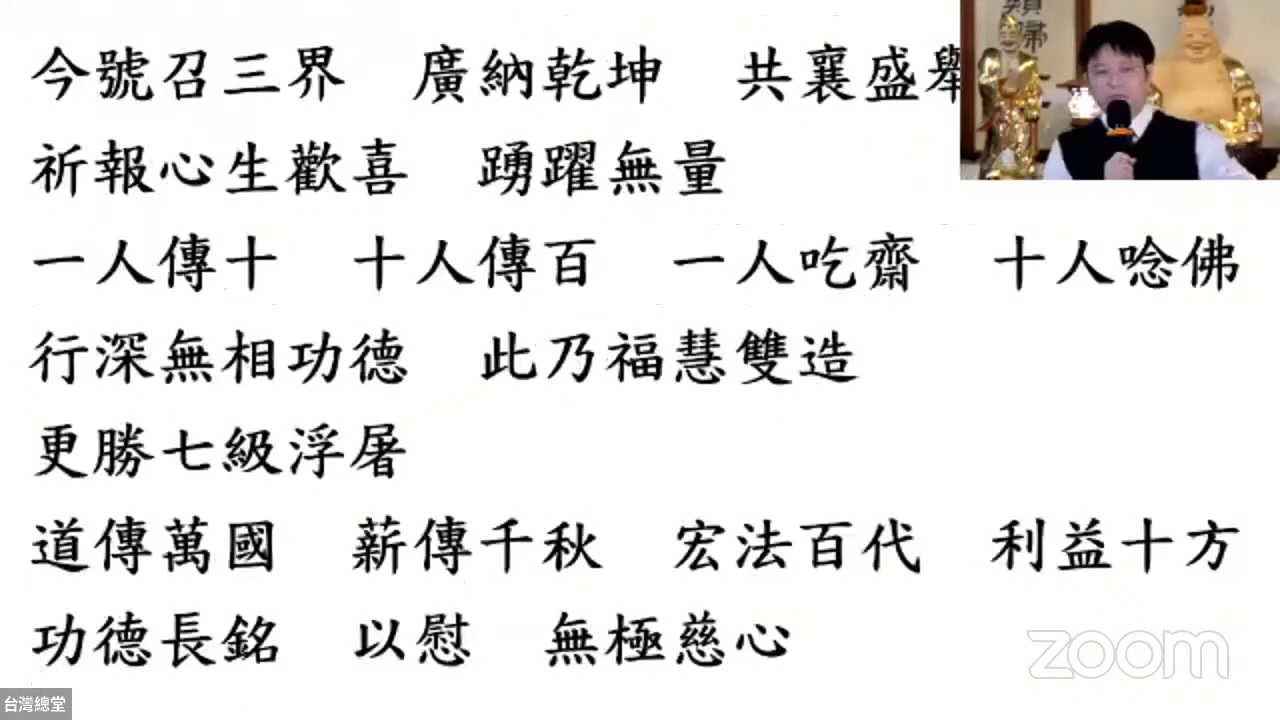 今號召三界　廣納乾坤　共襄盛舉
祈報心生歡喜　踴躍無量
一人傳十　十人傳百　一人吃齋　十人唸佛
行深無相功德　此乃福慧雙造
更勝七級浮屠
道傳萬國　薪傳千秋　宏法百代　利益十方
功德長銘　以慰　無極慈心
zoom
台灣總堂